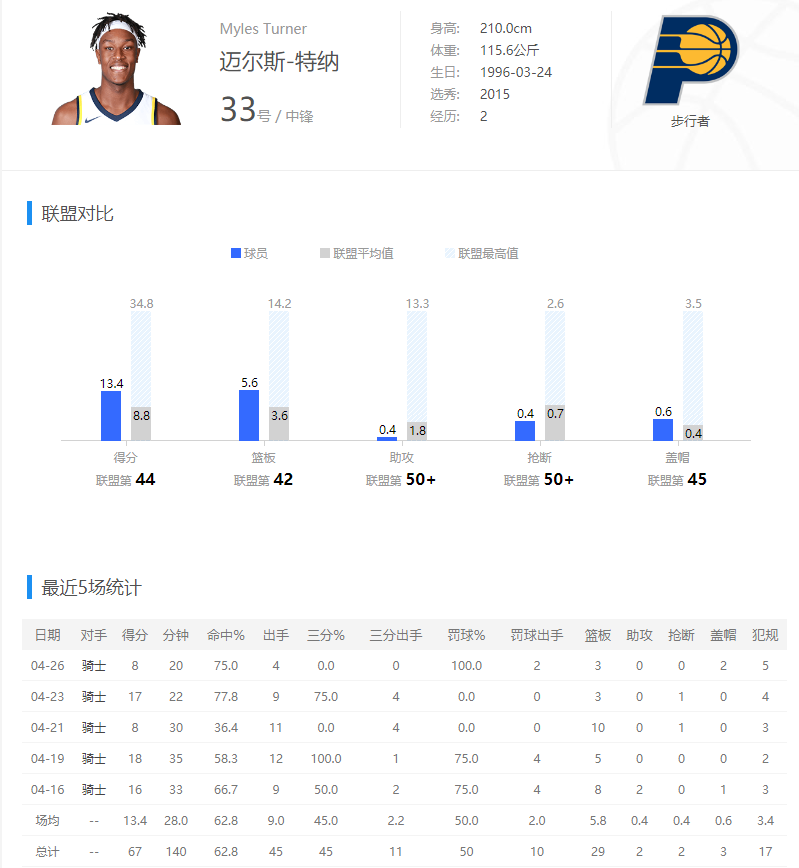 Myles Turner
迈尔斯-特纳
33号 / 中锋
身高: 210.0cm
体重: 115.6公斤
生日: 1996-03-24
选秀: 2015
经历: 2
步行者
联盟对比
球员 联盟平均值 联盟最高值
34.8 14.2 13.3 2.6 3.5
13.4 8.8 5.6 3.6 0.4 1.8 0.4 0.7 0.6 0.4
得分 篮板 助攻 抢断 盖帽
联盟第 44 联盟第 42 联盟第 50+ 联盟第 50+ 联盟第 45
最近5场统计
日期 对手 得分 分钟 命中% 出手 三分% 三分出手 罚球% 罚球出手 篮板 助攻 抢断 盖帽 犯规
04-26 骑士 8 20 75.0 4 0.0 0 100.0 2 3 0 0 2 5
04-23 骑士 17 22 77.8 9 75.0 4 0.0 0 3 0 1 0 4
04-21 骑士 8 30 36.4 11 0.0 4 0.0 0 10 0 1 0 3
04-19 骑士 18 35 58.3 12 100.0 1 75.0 4 5 0 0 0 2
04-16 骑士 16 33 66.7 9 50.0 2 75.0 4 8 2 0 1 3
场均 -- 13.4 28.0 62.8 9.0 45.0 2.2 50.0 2.0 5.8 0.4 0.4 0.6 3.4
总计 -- 67 140 62.8 45 45 11 50 10 29 2 2 3 17